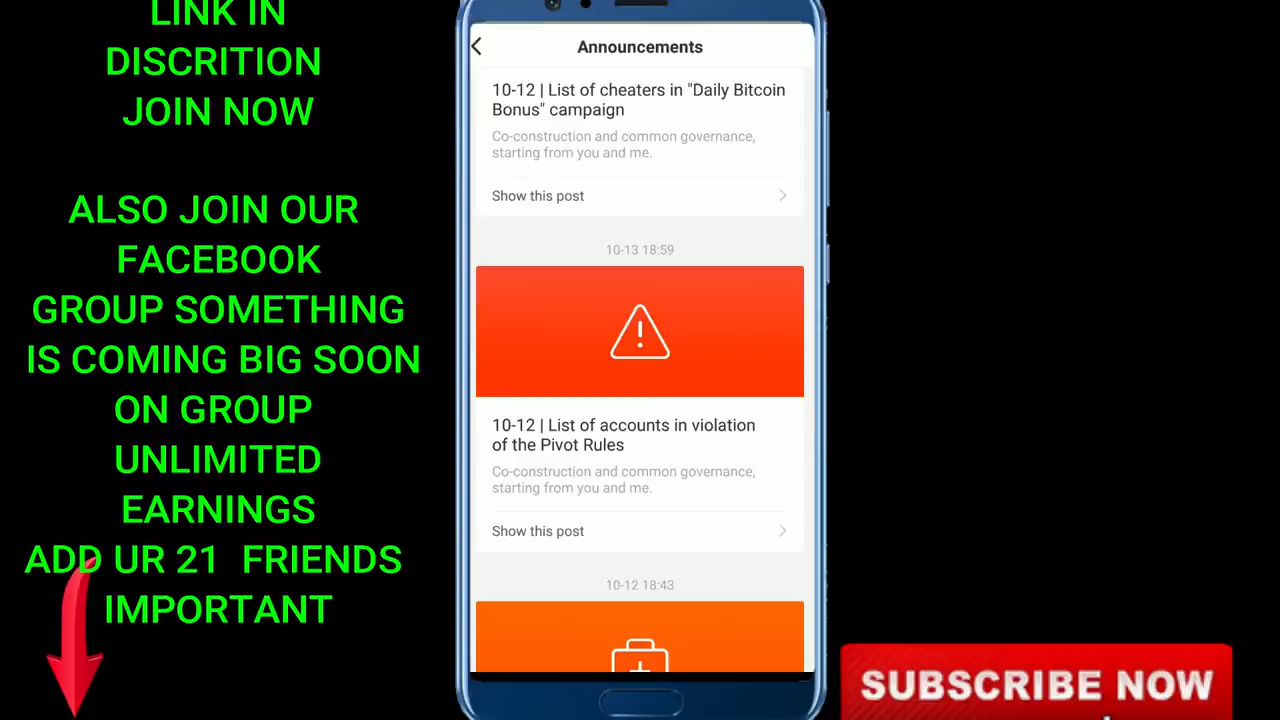 LINK IN
DISCRITION
JOIN NOW
ALSO JOIN OUR
FACEBOOK
GROUP SOMETHING
IS COMING BIG SOON
ON GROUP
UNLIMITED
EARNINGS
ADD UR 21 FRIENDS
IMPORTANT
Announcements
10-12 | List of cheaters in "Daily Bitcoin
Bonus" campaign
Co-construction and common governance,
starting from you and me.
Show this post
10-13 18:59
10-12 | List of accounts in violation
of the Pivot Rules
Co-construction and common governance,
starting from you and me.
Show this post
10-12 18:43
SUBSCRIBE NOW